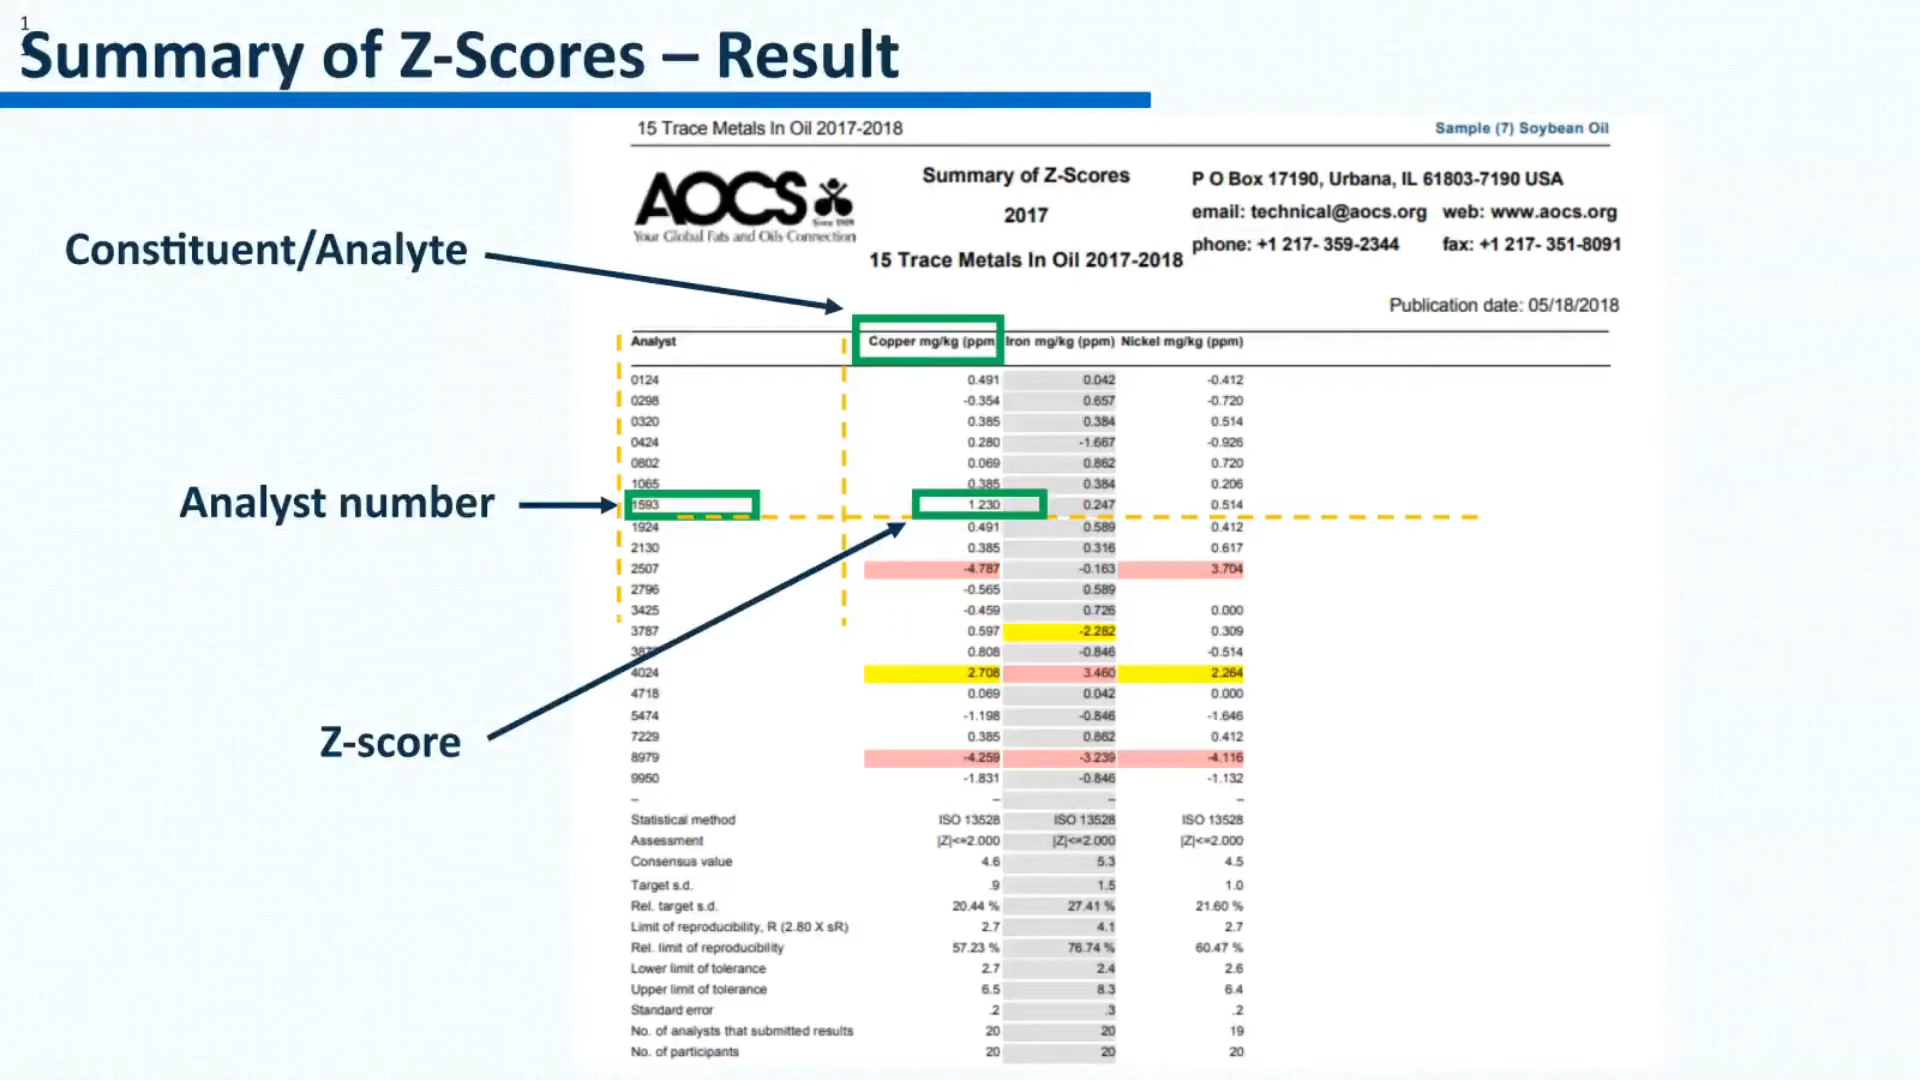 1
Summary of Z-Scores – Result
15 Trace Metals In Oil 2017-2018 Sample (7) Soybean Oil
AOCS
Since 1909
Your Global Fats and Oils Connection
Summary of Z-Scores
2017
15 Trace Metals In Oil 2017-2018
P O Box 17190, Urbana, IL 61803-7190 USA
email: technical@aocs.org web: www.aocs.org
phone: +1 217- 359-2344 fax: +1 217- 351-8091
Publication date: 05/18/2018
Constituent/Analyte
Analyst number
Z-score
Analyst Copper mg/kg (ppm Iron mg/kg (ppm) Nickel mg/kg (ppm)
0124 0.491 0.042 -0.412
0298 -0.354 0.657 -0.720
0320 0.385 0.384 0.514
0424 0.280 -1.667 -0.926
0802 0.069 0.862 0.720
1065 0.385 0.384 0.206
1593 1.230 0.247 0.514
1924 0.491 0.589 0.412
2130 0.385 0.316 0.617
2507 -4.787 -0.163 3.704
2796 -0.565 0.589
3425 -0.459 0.726 0.000
3787 0.597 -2.282 0.309
0.808 -0.846 -0.514
4024 2.708 3.460 2.264
4718 0.069 0.042 0.000
5474 -1.198 -0.846 -1.646
7229 0.385 0.862 0.412
8979 -4.259 -3.239 -4.116
9950 -1.831 -0.846 -1.132
– – – –
Statistical method ISO 13528 ISO 13528 ISO 13528
Assessment |Z|<=2.000 |Z|<=2.000 |Z|<=2.000
Consensus value 4.6 5.3 4.5
Target s.d. .9 1.5 1.0
Rel. target s.d. 20.44 % 27.41 % 21.60 %
Limit of reproducibility, R (2.80 X sR) 2.7 4.1 2.7
Rel. limit of reproducibility 57.23 % 76.74 % 60.47 %
Lower limit of tolerance 2.7 2.4 2.6
Upper limit of tolerance 6.5 8.3 6.4
Standard error .2 .3 .2
No. of analysts that submitted results 20 20 19
No. of participants 20 20 20